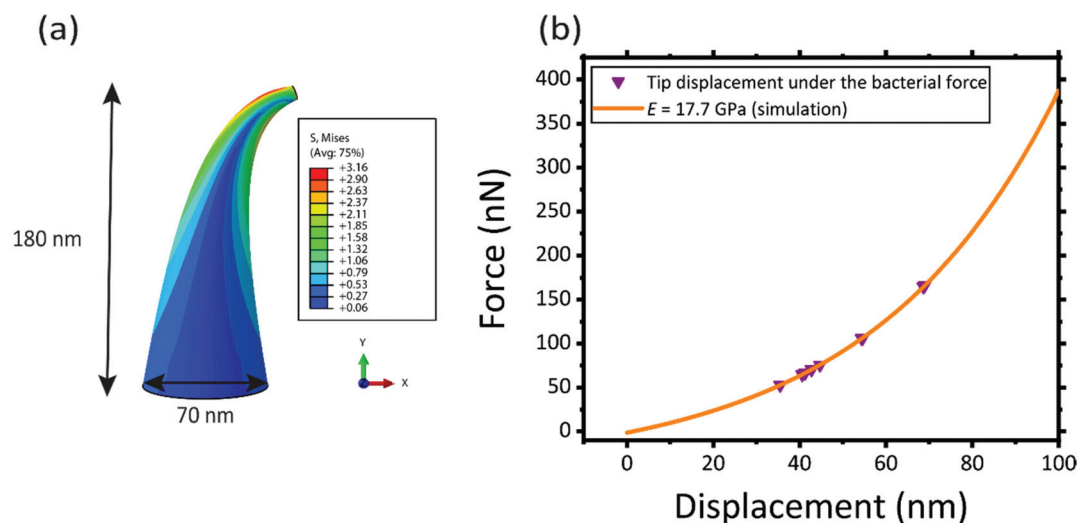 (a)
180 nm
70 nm
S, Mises
(Avg: 75%)
+3.16
+2.90
+2.63
+2.37
+2.11
+1.85
+1.58
+1.32
+1.06
+0.79
+0.53
+0.27
+0.06
Y
Z
X
(b)
Tip displacement under the bacterial force
E = 17.7 GPa (simulation)
Force (nN)
400
350
300
250
200
150
100
50
0
0 20 40 60 80 100
Displacement (nm)